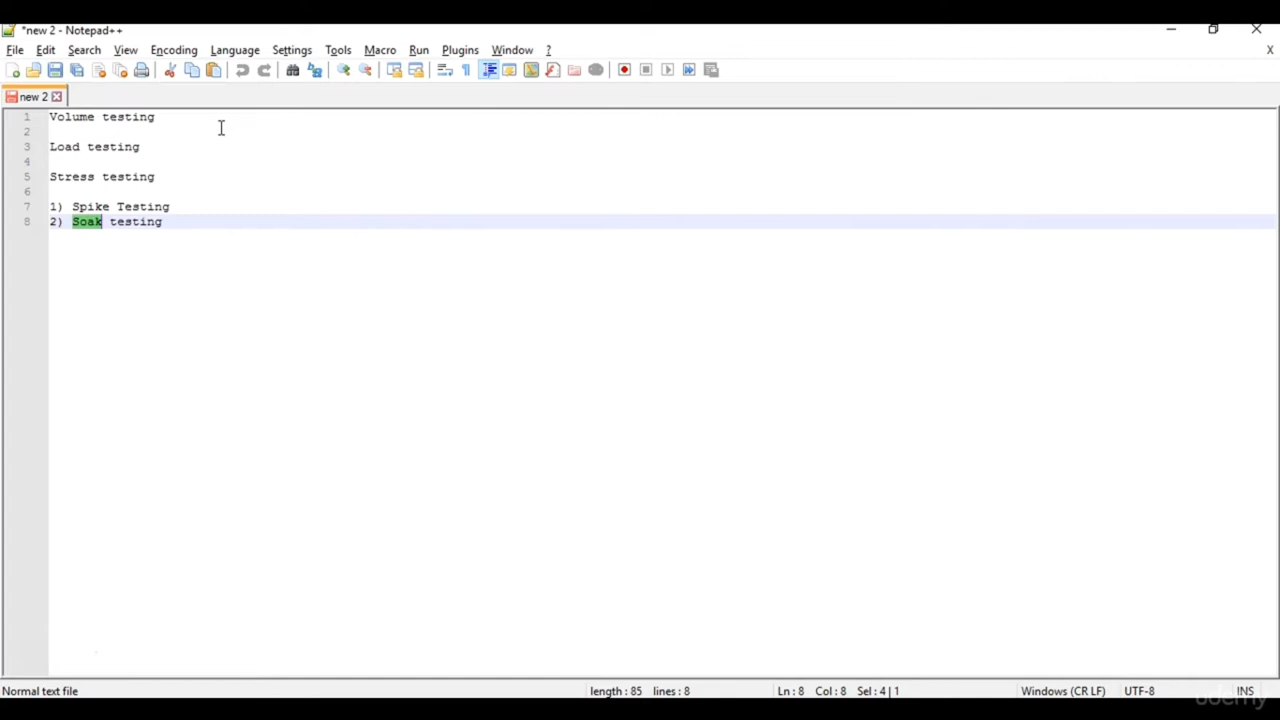 *new 2 - Notepad++
File Edit Search View Encoding Language Settings Tools Macro Run Plugins Window ? X
new 2
1 Volume testing
2
3 Load testing
4
5 Stress testing
6
7 1) Spike Testing
8 2) Soak testing
Normal text file length : 85 lines : 8 Ln : 8 Col : 8 Sel : 4 | 1 Windows (CR LF) UTF-8 INS
udemy